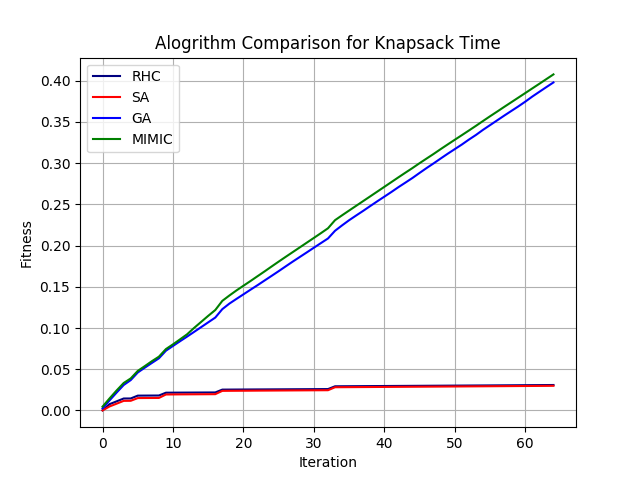 Alogrithm Comparison for Knapsack Time
RHC
SA
GA
MIMIC
0.40
0.35
0.30
0.25
0.20
0.15
0.10
0.05
0.00
Fitness
0 10 20 30 40 50 60
Iteration